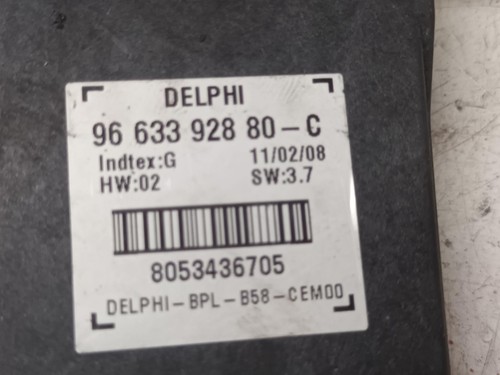 DELPHI
96 633 928 80-C
Indtex:G 11/02/08
HW:02 SW:3.7
8053436705
DELPHI-BPL-B58-CEM00